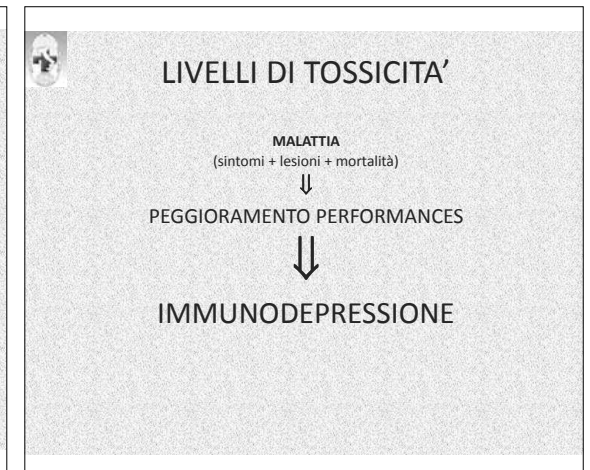 LIVELLI DI TOSSICITA’
MALATTIA
(sintomi + lesioni + mortalità)
⇓
PEGGIORAMENTO PERFORMANCES
⇓
IMMUNODEPRESSIONE